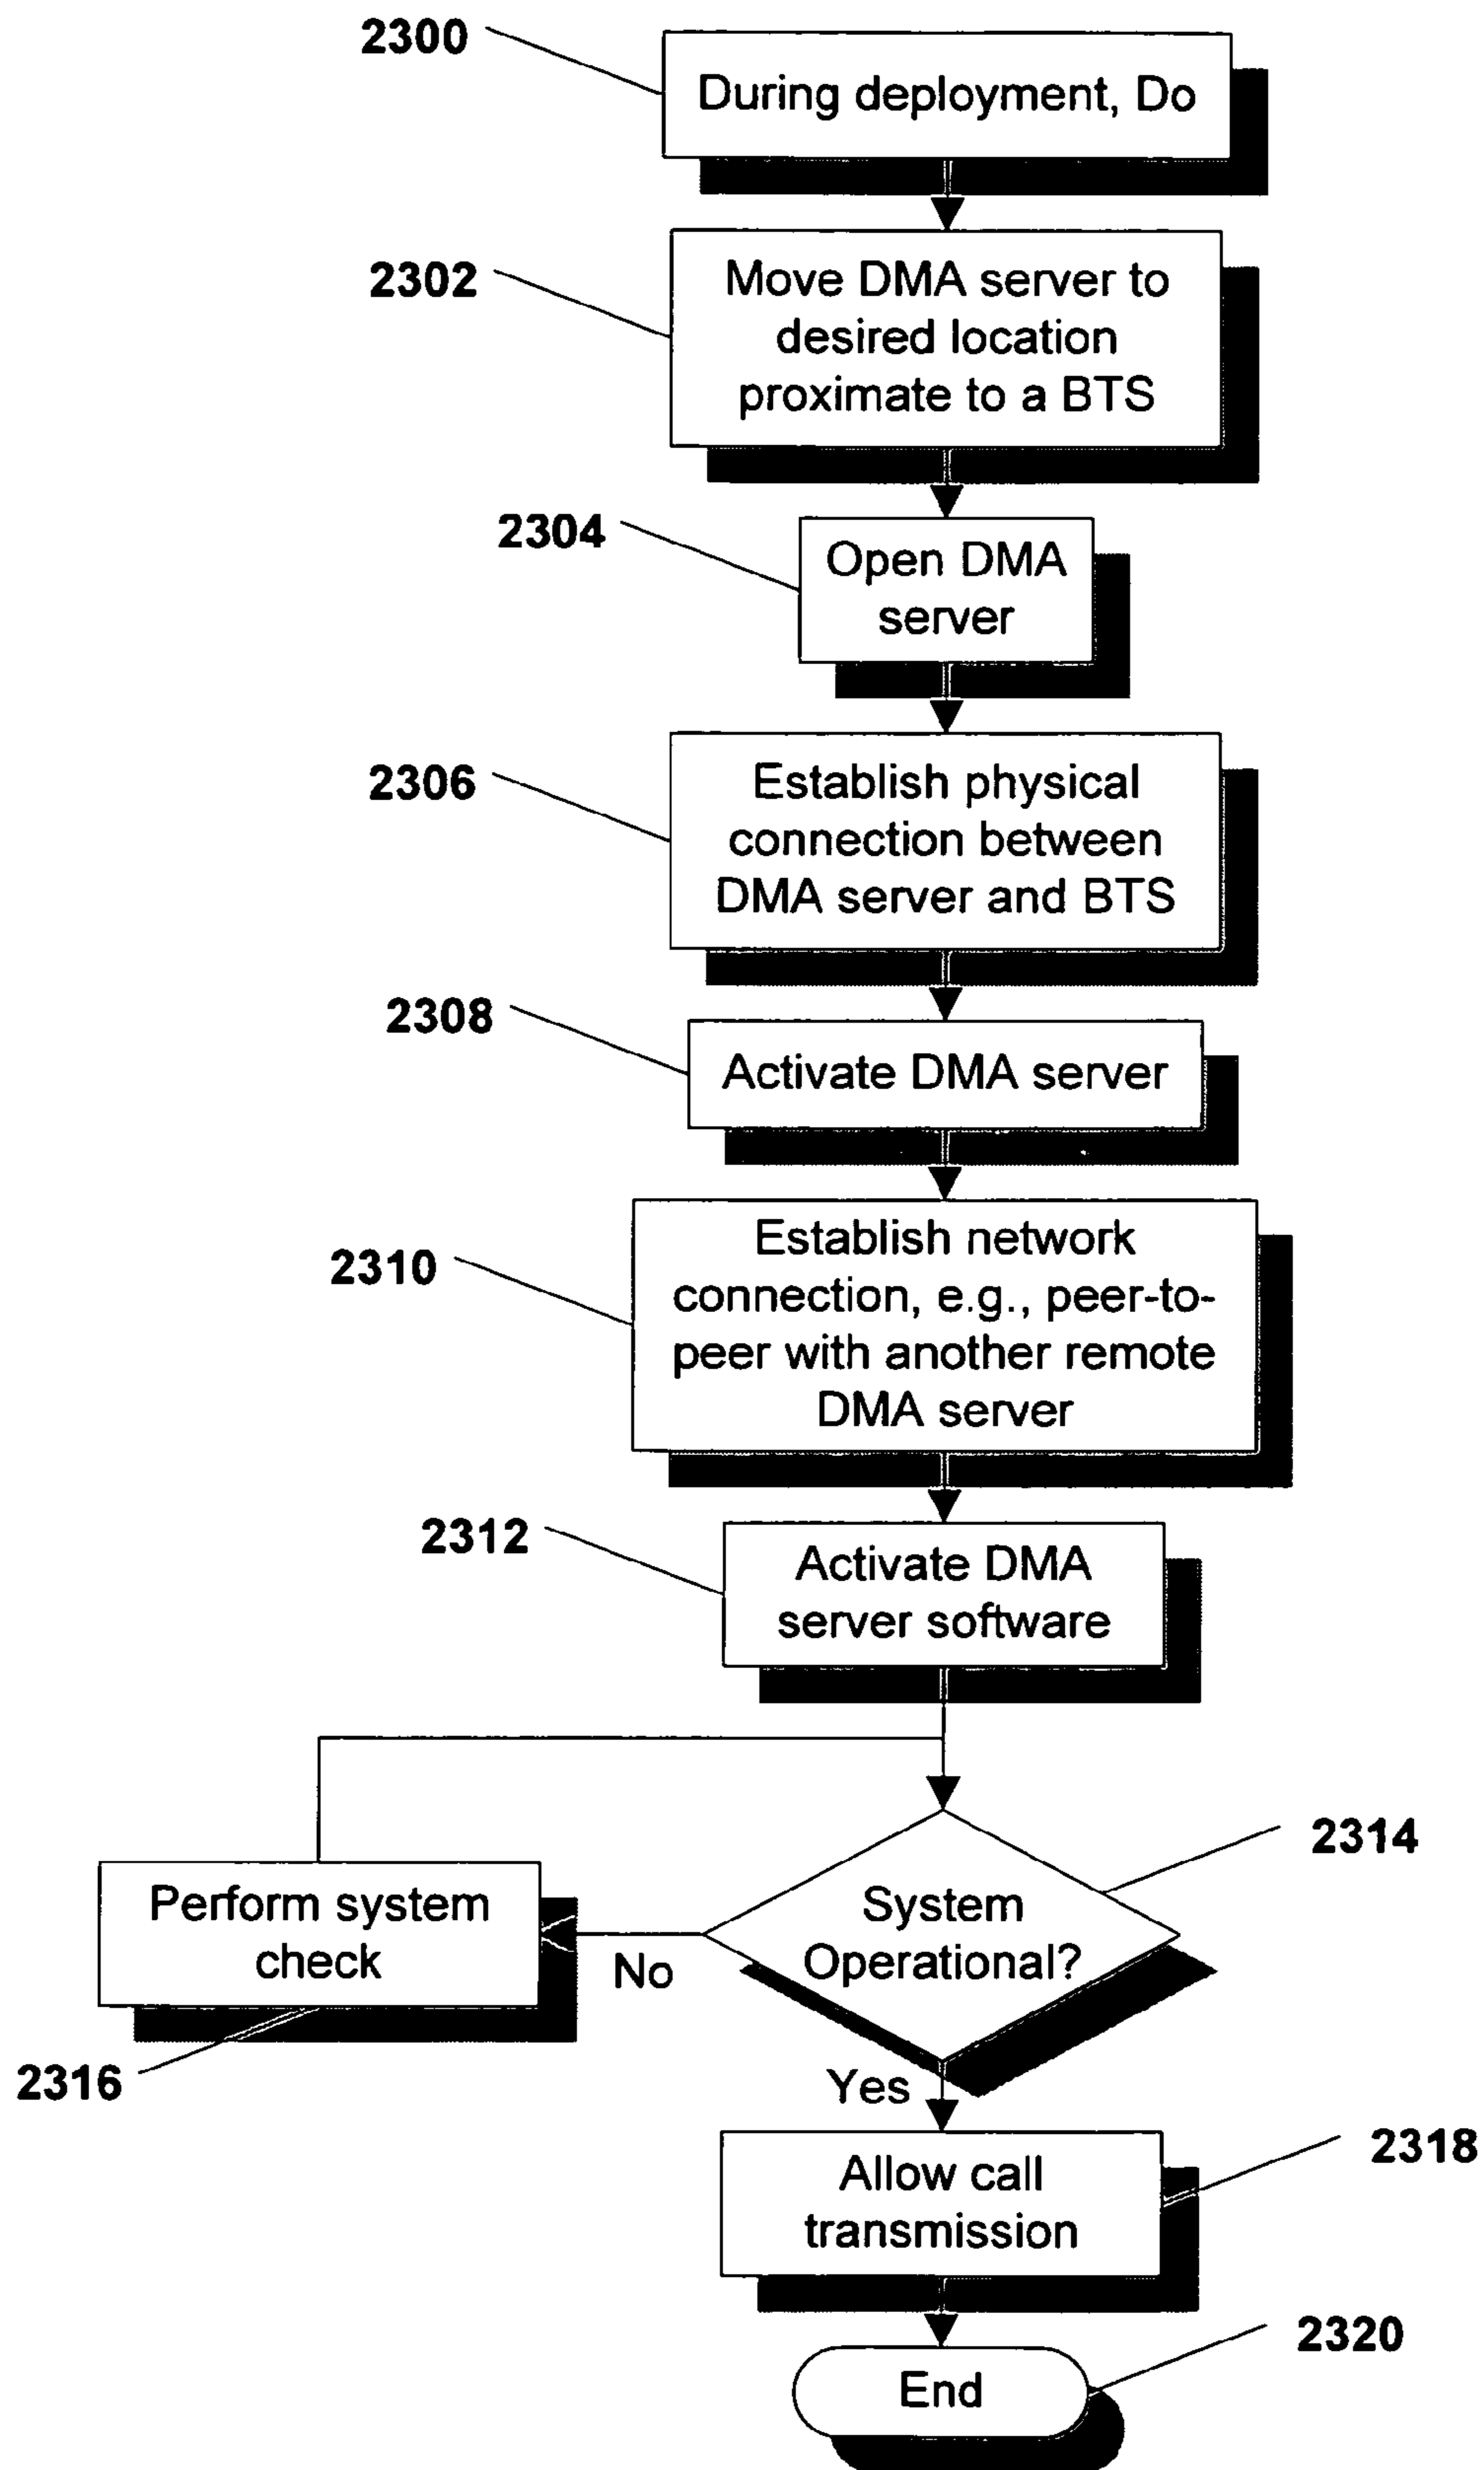 2300
During deployment, Do
2302
Move DMA server to
desired location
proximate to a BTS
2304
Open DMA
server
2306
Establish physical
connection between
DMA server and BTS
2308
Activate DMA server
2310
Establish network
connection, e.g., peer-to-
peer with another remote
DMA server
2312
Activate DMA
server software
2314
System
Operational?
No
Perform system
check
2316
Yes
2318
Allow call
transmission
2320
End